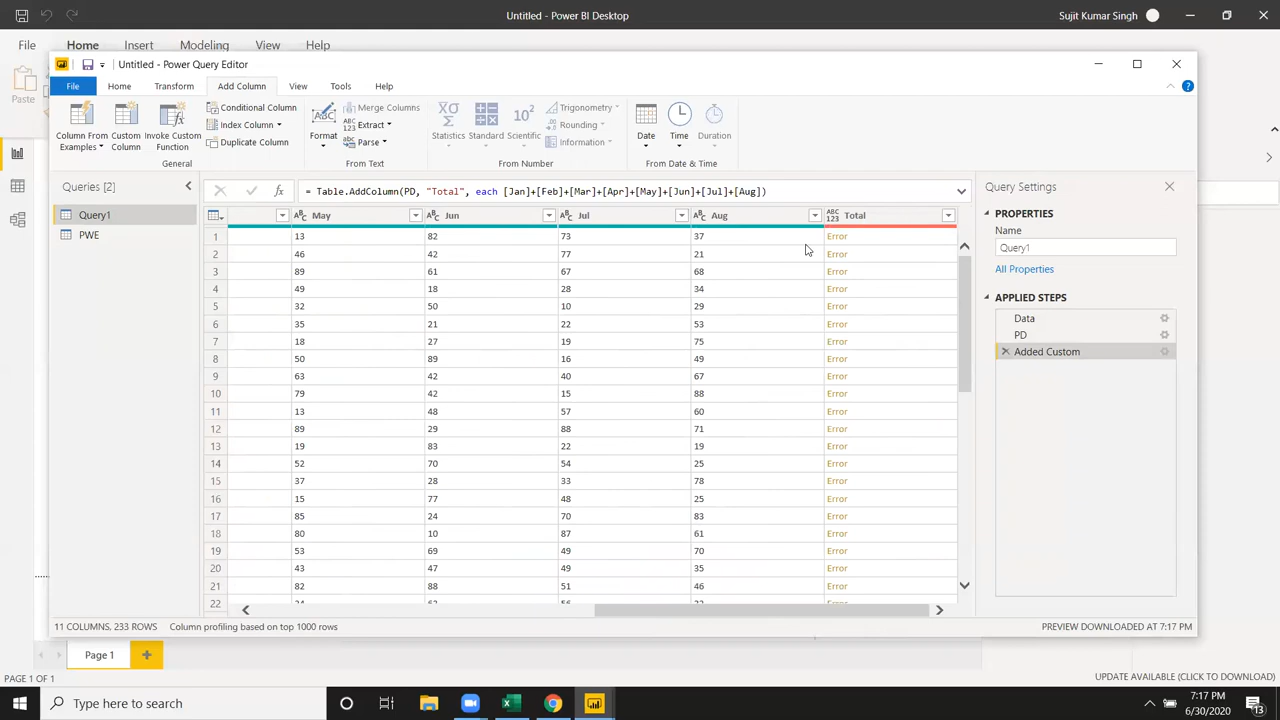 Untitled - Power BI Desktop
Sujit Kumar Singh
File Home Insert Modeling View Help
Paste
Untitled - Power Query Editor
File Home Transform Add Column View Tools Help
Column From Examples
Custom Column
Invoke Custom Function
Conditional Column
Index Column
Duplicate Column
General
Format
Merge Columns
Extract
Parse
From Text
Statistics
Standard
Scientific
Trigonometry
Rounding
Information
From Number
Date
Time
Duration
From Date & Time
Queries [2]
Query1
PWE
= Table.AddColumn(PD, "Total", each [Jan]+[Feb]+[Mar]+[Apr]+[May]+[Jun]+[Jul]+[Aug])
May Jun Jul Aug Total
1 13 82 73 37 Error
2 46 42 77 21 Error
3 89 61 67 68 Error
4 49 18 28 34 Error
5 32 50 10 29 Error
6 35 21 22 53 Error
7 18 27 19 75 Error
8 50 89 16 49 Error
9 63 42 40 67 Error
10 79 42 15 88 Error
11 13 48 57 60 Error
12 89 29 88 71 Error
13 19 83 22 19 Error
14 52 70 54 25 Error
15 37 28 33 78 Error
16 15 77 48 25 Error
17 85 24 70 83 Error
18 80 10 87 61 Error
19 53 69 49 70 Error
20 43 47 49 35 Error
21 82 88 51 46 Error
22
Query Settings
PROPERTIES
Name
Query1
All Properties
APPLIED STEPS
Data
PD
Added Custom
11 COLUMNS, 233 ROWS Column profiling based on top 1000 rows
PREVIEW DOWNLOADED AT 7:17 PM
Page 1
PAGE 1 OF 1
UPDATE AVAILABLE (CLICK TO DOWNLOAD)
Type here to search
7:17 PM
6/30/2020
13